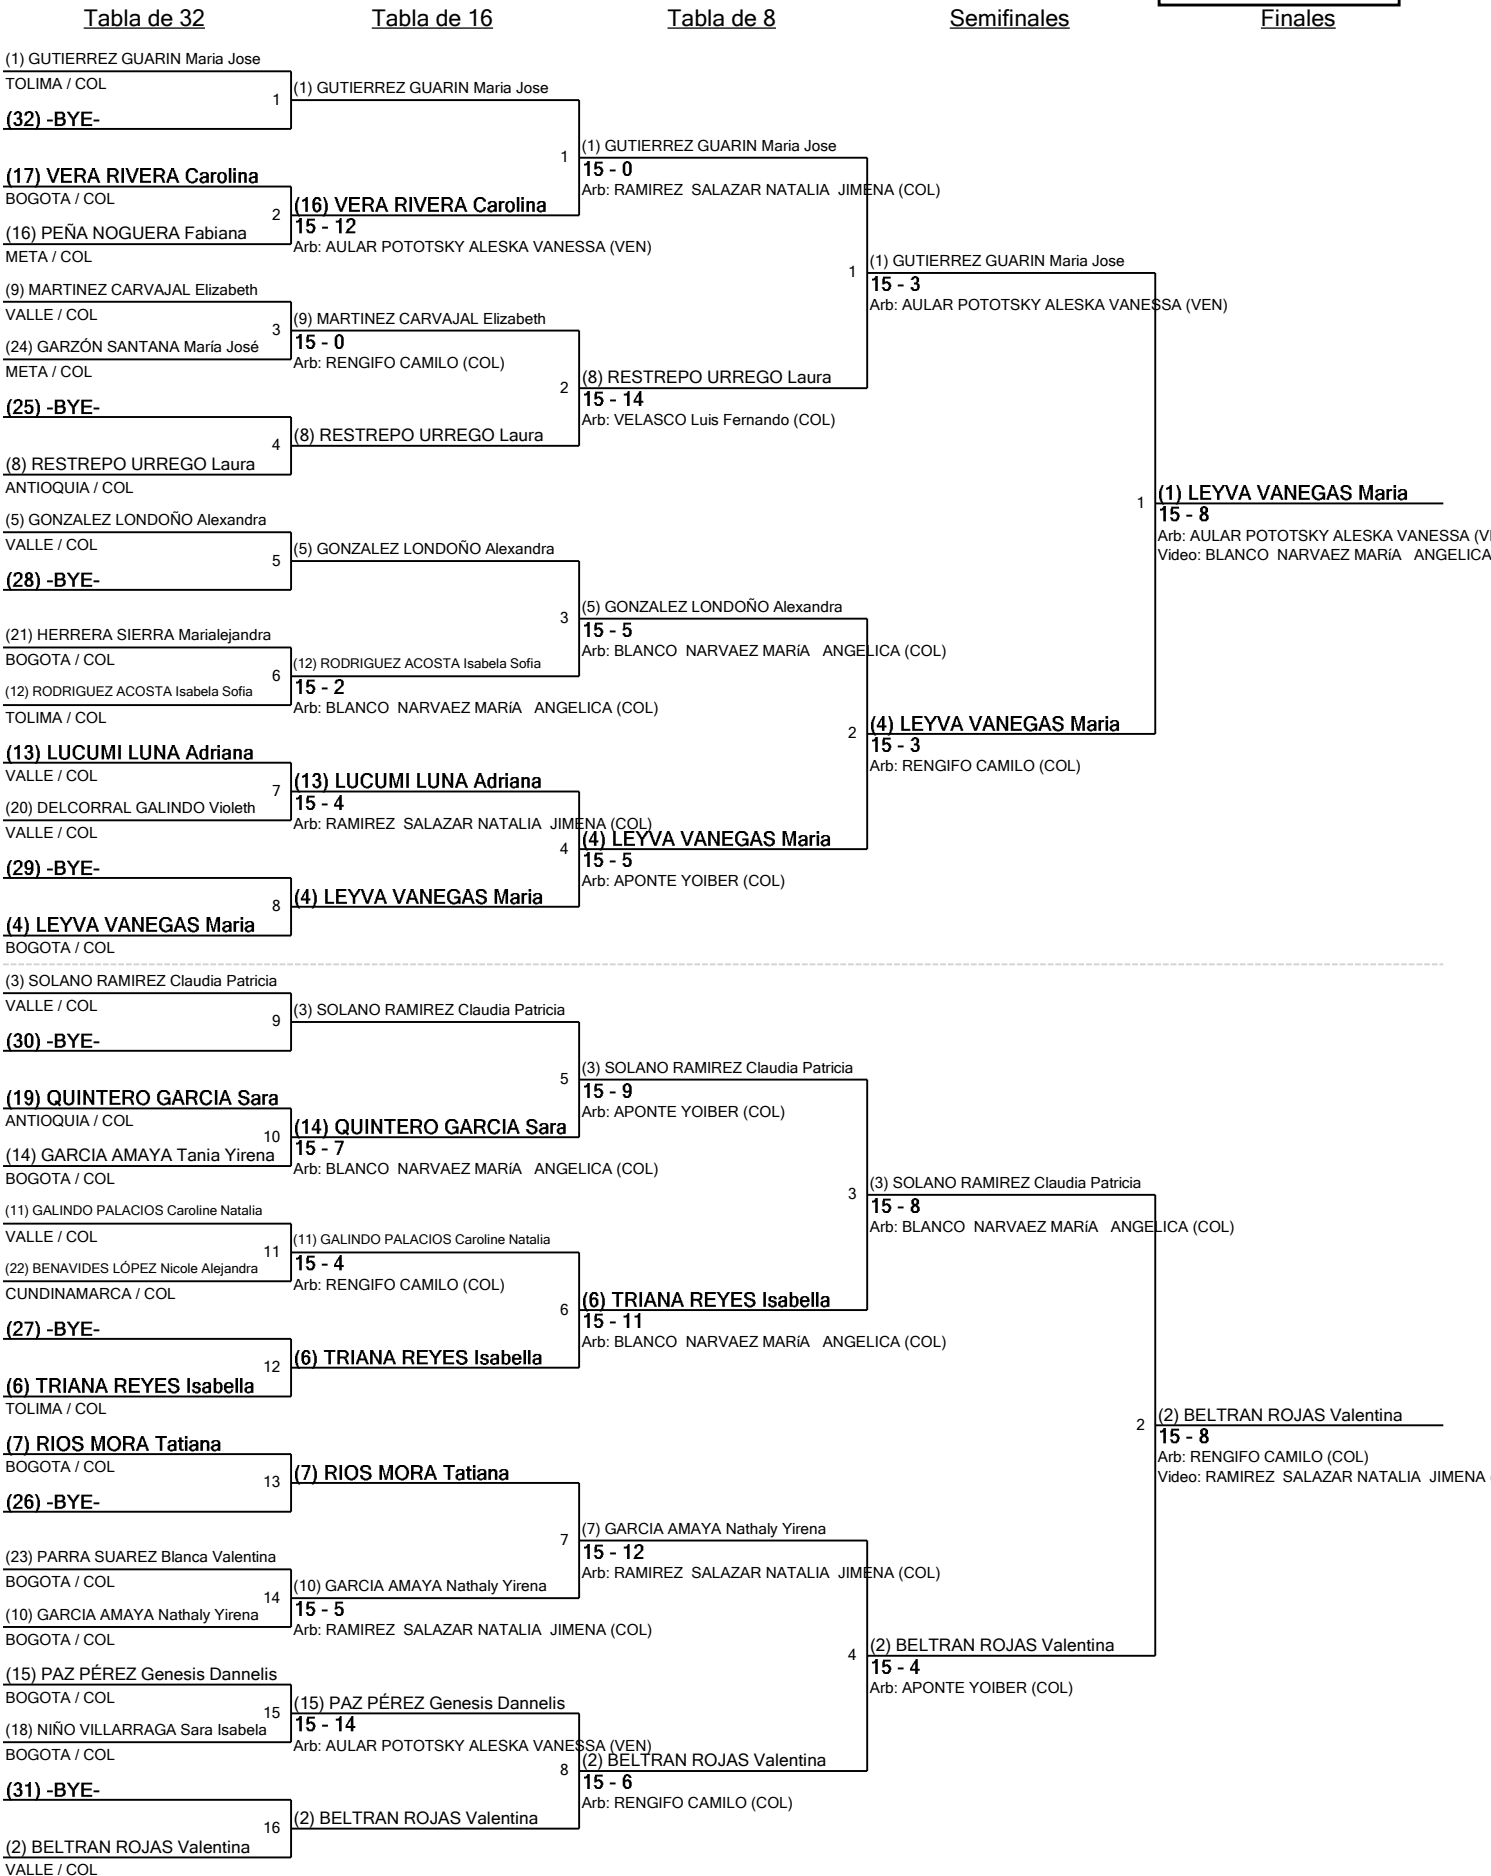 Tabla de 32
Tabla de 16
Tabla de 8
Semifinales
Finales
(1) GUTIERREZ GUARIN Maria Jose
TOLIMA / COL
1
(32) -BYE-
(17) VERA RIVERA Carolina
BOGOTA / COL
2
(16) PEÑA NOGUERA Fabiana
META / COL
(9) MARTINEZ CARVAJAL Elizabeth
VALLE / COL
3
(24) GARZÓN SANTANA María José
META / COL
(25) -BYE-
4
(8) RESTREPO URREGO Laura
ANTIOQUIA / COL
(5) GONZALEZ LONDOÑO Alexandra
VALLE / COL
5
(28) -BYE-
(21) HERRERA SIERRA Marialejandra
BOGOTA / COL
6
(12) RODRIGUEZ ACOSTA Isabela Sofia
TOLIMA / COL
(13) LUCUMI LUNA Adriana
VALLE / COL
7
(20) DELCORRAL GALINDO Violeth
VALLE / COL
(29) -BYE-
8
(4) LEYVA VANEGAS Maria
BOGOTA / COL
(3) SOLANO RAMIREZ Claudia Patricia
VALLE / COL
9
(30) -BYE-
(19) QUINTERO GARCIA Sara
ANTIOQUIA / COL
10
(14) GARCIA AMAYA Tania Yirena
BOGOTA / COL
(11) GALINDO PALACIOS Caroline Natalia
VALLE / COL
11
(22) BENAVIDES LÓPEZ Nicole Alejandra
CUNDINAMARCA / COL
(27) -BYE-
12
(6) TRIANA REYES Isabella
TOLIMA / COL
(7) RIOS MORA Tatiana
BOGOTA / COL
13
(26) -BYE-
(23) PARRA SUAREZ Blanca Valentina
BOGOTA / COL
14
(10) GARCIA AMAYA Nathaly Yirena
BOGOTA / COL
(15) PAZ PÉREZ Genesis Dannelis
BOGOTA / COL
15
(18) NIÑO VILLARRAGA Sara Isabela
BOGOTA / COL
(31) -BYE-
16
(2) BELTRAN ROJAS Valentina
VALLE / COL
(1) GUTIERREZ GUARIN Maria Jose
1
(16) VERA RIVERA Carolina
15 - 12
Arb: AULAR POTOTSKY ALESKA VANESSA (VEN)
(9) MARTINEZ CARVAJAL Elizabeth
15 - 0
Arb: RENGIFO CAMILO (COL)
2
(8) RESTREPO URREGO Laura
(5) GONZALEZ LONDOÑO Alexandra
3
(12) RODRIGUEZ ACOSTA Isabela Sofia
15 - 2
Arb: BLANCO NARVAEZ MARíA ANGELICA (COL)
(13) LUCUMI LUNA Adriana
15 - 4
Arb: RAMIREZ SALAZAR NATALIA JIMENA (COL)
4
(4) LEYVA VANEGAS Maria
(3) SOLANO RAMIREZ Claudia Patricia
5
(14) QUINTERO GARCIA Sara
15 - 7
Arb: BLANCO NARVAEZ MARíA ANGELICA (COL)
(11) GALINDO PALACIOS Caroline Natalia
15 - 4
Arb: RENGIFO CAMILO (COL)
6
(6) TRIANA REYES Isabella
(7) RIOS MORA Tatiana
7
(10) GARCIA AMAYA Nathaly Yirena
15 - 5
Arb: RAMIREZ SALAZAR NATALIA JIMENA (COL)
(15) PAZ PÉREZ Genesis Dannelis
15 - 14
Arb: AULAR POTOTSKY ALESKA VANESSA (VEN)
8
(2) BELTRAN ROJAS Valentina
(1) GUTIERREZ GUARIN Maria Jose
15 - 0
Arb: RAMIREZ SALAZAR NATALIA JIMENA (COL)
1
(8) RESTREPO URREGO Laura
15 - 14
Arb: VELASCO Luis Fernando (COL)
(5) GONZALEZ LONDOÑO Alexandra
15 - 5
Arb: BLANCO NARVAEZ MARíA ANGELICA (COL)
2
(4) LEYVA VANEGAS Maria
15 - 5
Arb: APONTE YOIBER (COL)
(3) SOLANO RAMIREZ Claudia Patricia
15 - 9
Arb: APONTE YOIBER (COL)
3
(6) TRIANA REYES Isabella
15 - 11
Arb: BLANCO NARVAEZ MARíA ANGELICA (COL)
(7) GARCIA AMAYA Nathaly Yirena
15 - 12
Arb: RAMIREZ SALAZAR NATALIA JIMENA (COL)
4
(2) BELTRAN ROJAS Valentina
15 - 6
Arb: RENGIFO CAMILO (COL)
(1) GUTIERREZ GUARIN Maria Jose
15 - 3
Arb: AULAR POTOTSKY ALESKA VANESSA (VEN)
1
(4) LEYVA VANEGAS Maria
15 - 3
Arb: RENGIFO CAMILO (COL)
(3) SOLANO RAMIREZ Claudia Patricia
15 - 8
Arb: BLANCO NARVAEZ MARíA ANGELICA (COL)
2
(2) BELTRAN ROJAS Valentina
15 - 4
Arb: APONTE YOIBER (COL)
(1) LEYVA VANEGAS Maria
15 - 8
Arb: AULAR POTOTSKY ALESKA VANESSA
Video: BLANCO NARVAEZ MARíA ANGELICA
(2) BELTRAN ROJAS Valentina
15 - 8
Arb: RENGIFO CAMILO (COL)
Video: RAMIREZ SALAZAR NATALIA JIMENA